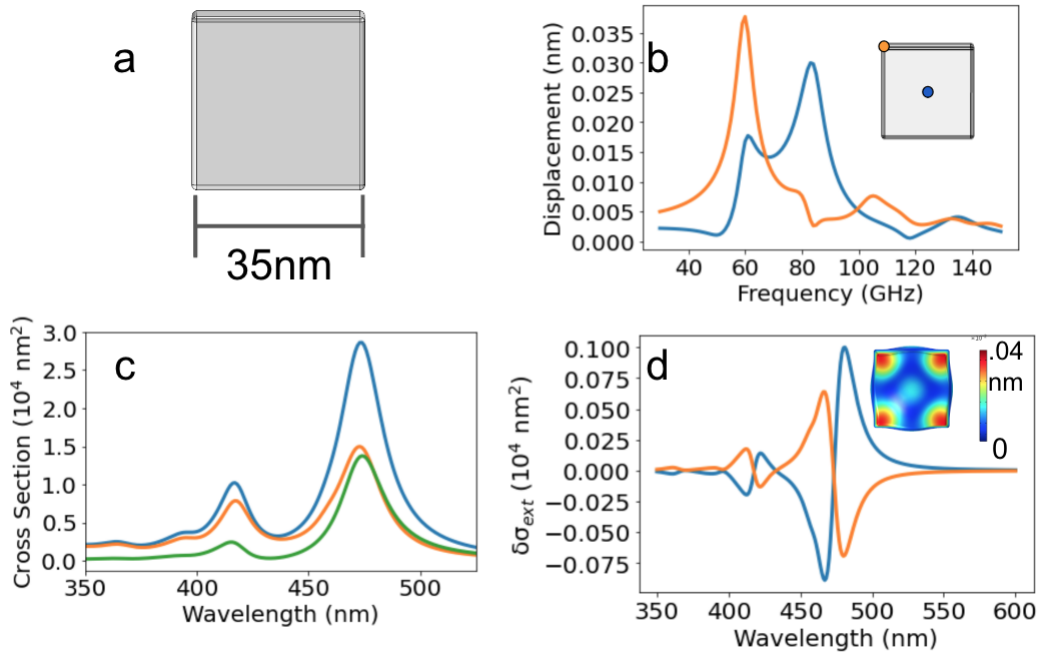 a
35nm
b
Displacement (nm)
0.035
0.030
0.025
0.020
0.015
0.010
0.005
0.000
40 60 80 100 120 140
Frequency (GHz)
c
Cross Section (10⁴ nm²)
3.0
2.5
2.0
1.5
1.0
0.5
0.0
350 400 450 500
Wavelength (nm)
d
δσext (10⁴ nm²)
0.100
0.075
0.050
0.025
0.000
−0.025
−0.050
−0.075
350 400 450 500 550 600
Wavelength (nm)
.04
nm
0